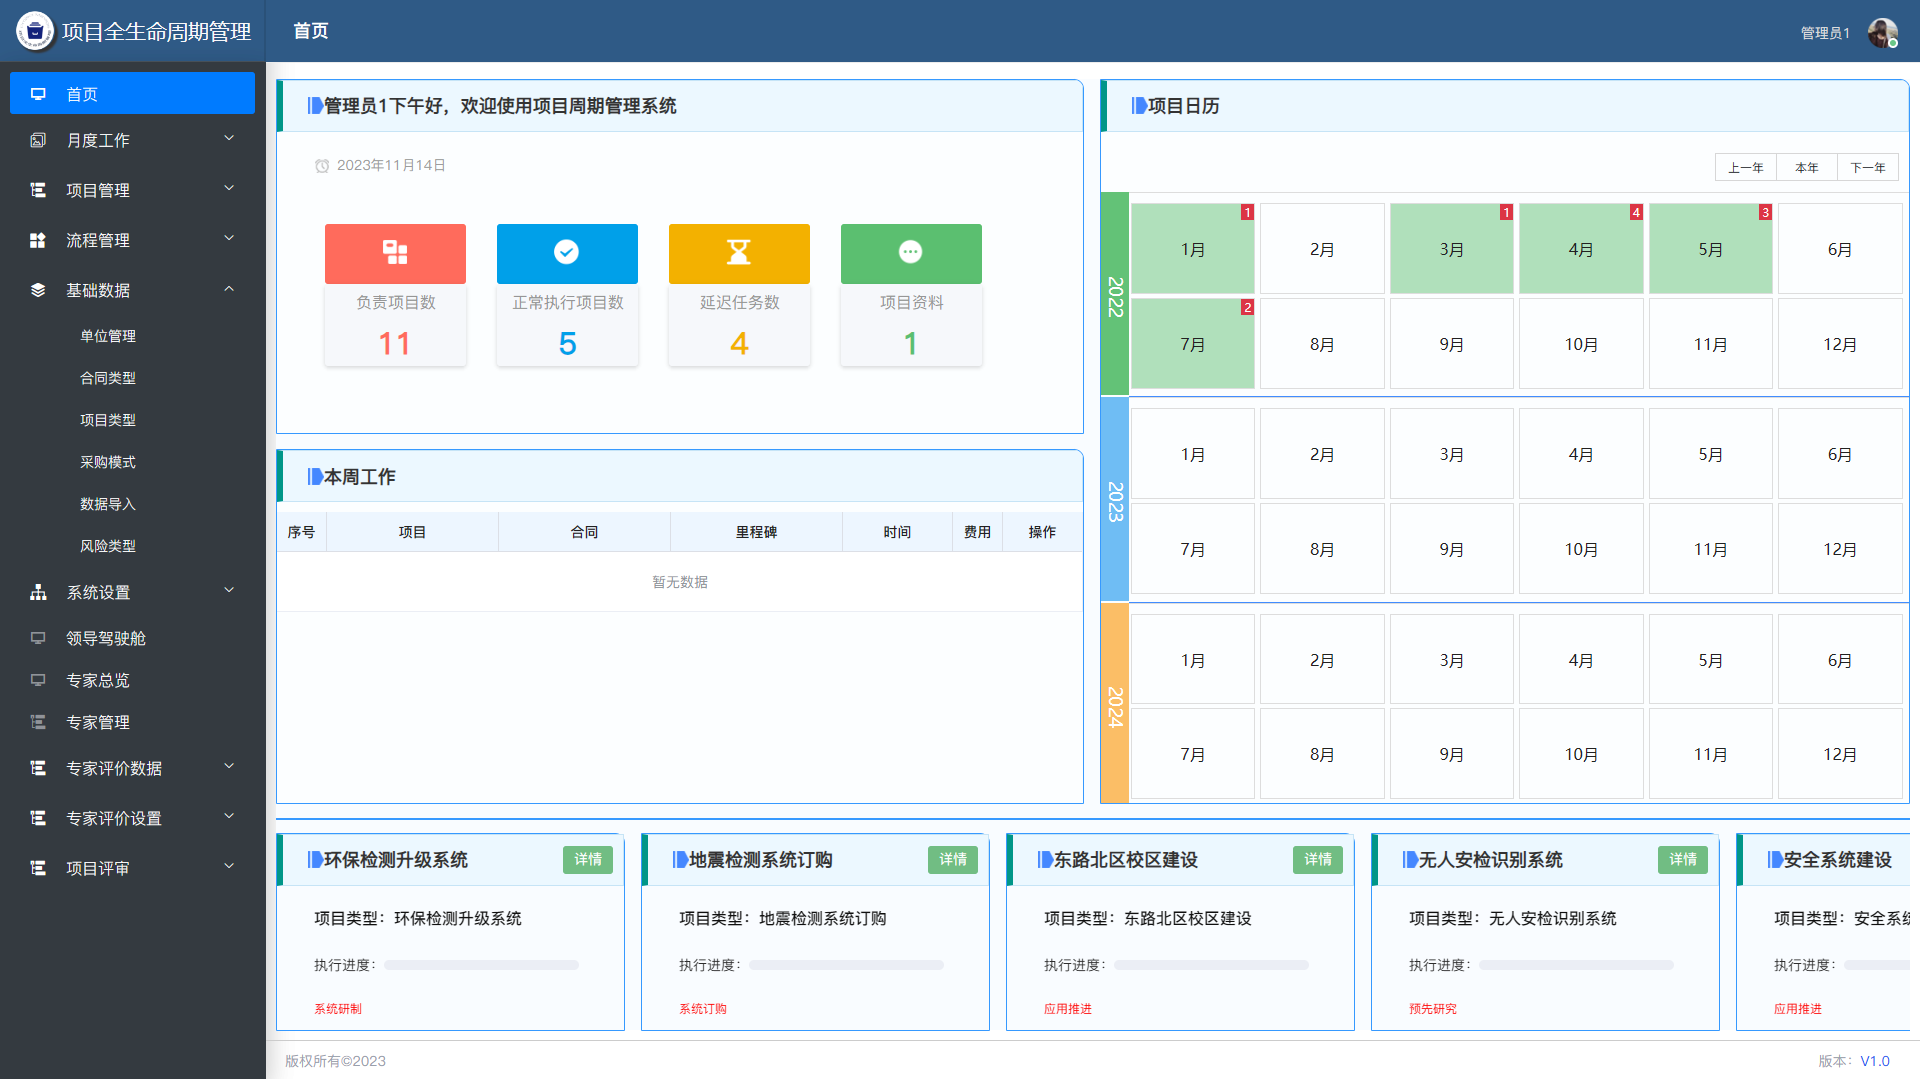 项目全生命周期管理
首页
管理员1
首页
月度工作
项目管理
流程管理
基础数据
单位管理
合同类型
项目类型
采购模式
数据导入
风险类型
系统设置
领导驾驶舱
专家总览
专家管理
专家评价数据
专家评价设置
项目评审
管理员1下午好，欢迎使用项目周期管理系统
2023年11月14日
负责项目数
11
正常执行项目数
5
延迟任务数
4
项目资料
1
本周工作
序号 项目 合同 里程碑 时间 费用 操作
暂无数据
项目日历
上一年 本年 下一年
2022
1月 1 2月 3月 1 4月 4 5月 3 6月
7月 2 8月 9月 10月 11月 12月
2023
1月 2月 3月 4月 5月 6月
7月 8月 9月 10月 11月 12月
2024
1月 2月 3月 4月 5月 6月
7月 8月 9月 10月 11月 12月
环保检测升级系统 详情
项目类型：环保检测升级系统
执行进度：
系统研制
地震检测系统订购 详情
项目类型：地震检测系统订购
执行进度：
系统订购
东路北区校区建设 详情
项目类型：东路北区校区建设
执行进度：
应用推进
无人安检识别系统 详情
项目类型：无人安检识别系统
执行进度：
预先研究
安全系统建设
项目类型：安全系统
执行进度：
应用推进
版权所有©2023
版本：V1.0